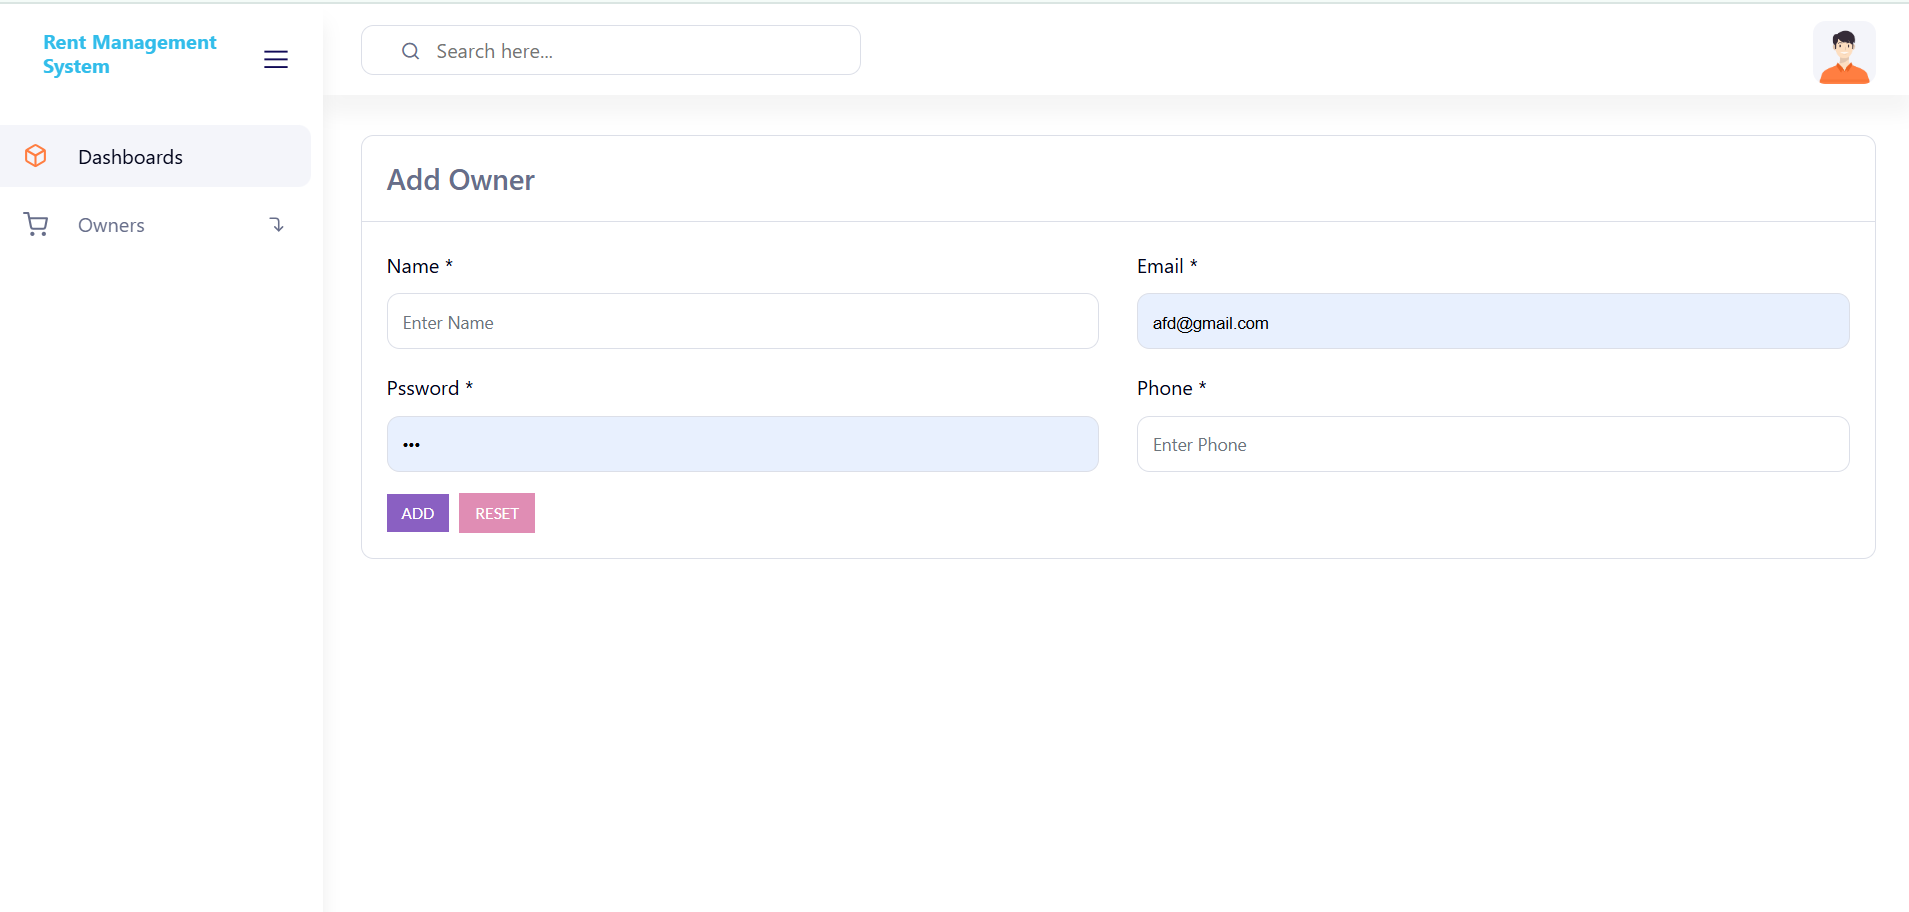 Rent Management
System
Search here...
Dashboards
Owners
Add Owner
Name *
Email *
Enter Name
afd@gmail.com
Pssword *
Phone *
•••
Enter Phone
ADD
RESET